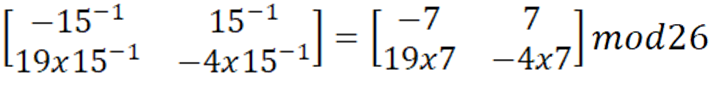 [−15⁻¹ 15⁻¹] = [−7 7] mod26
[19x15⁻¹ −4x15⁻¹] [19x7 −4x7]